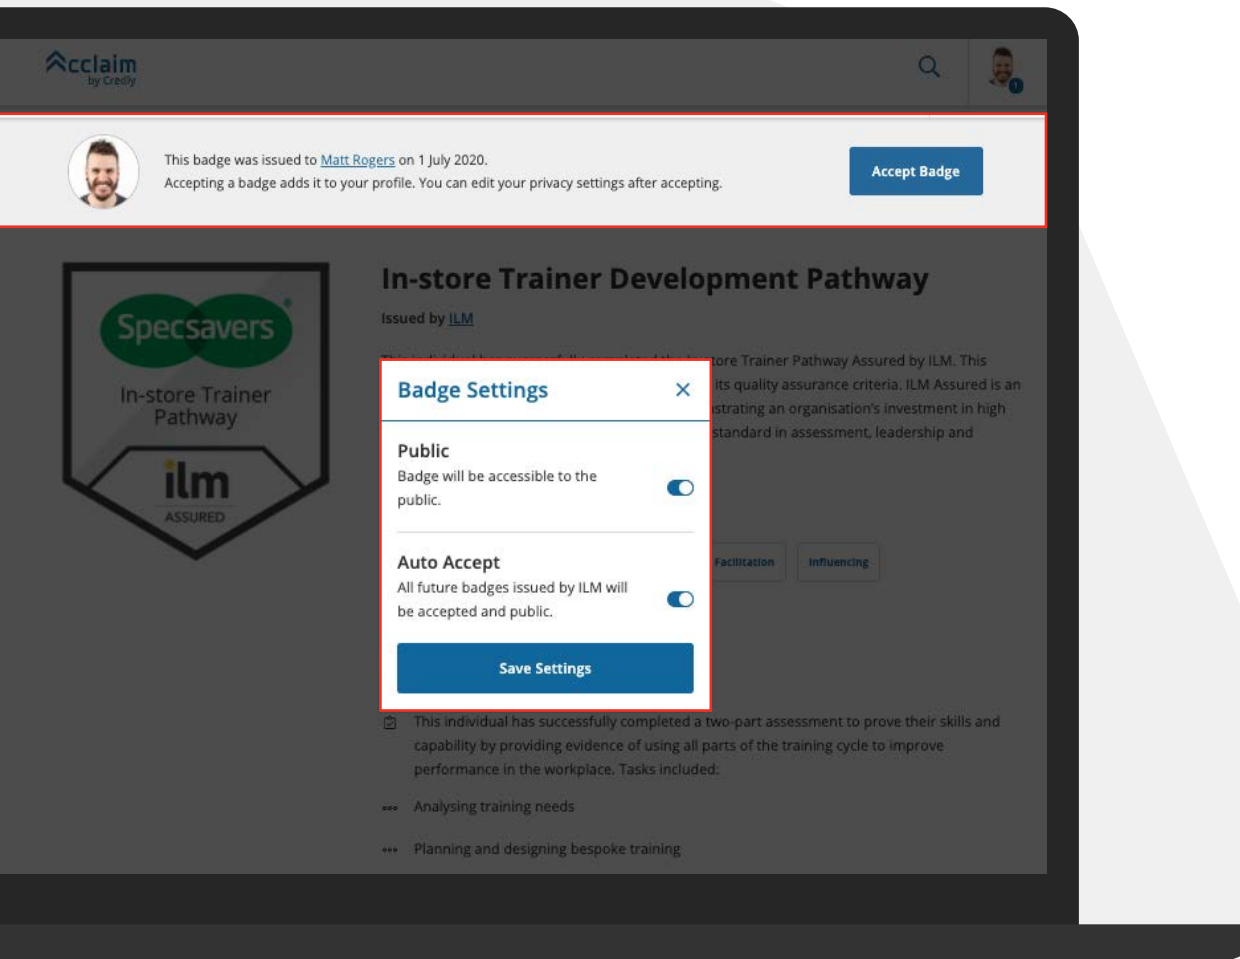 Acclaim
by Credly
1
This badge was issued to Matt Rogers on 1 July 2020.
Accepting a badge adds it to your profile. You can edit your privacy settings after accepting.
Accept Badge
Specsavers
In-store Trainer
Pathway
ilm
ASSURED
In-store Trainer Development Pathway
Issued by ILM
tore Trainer Pathway Assured by ILM. This
its quality assurance criteria. ILM Assured is an
strating an organisation's investment in high
standard in assessment, leadership and
Badge Settings
Public
Badge will be accessible to the
public.
Auto Accept
All future badges issued by ILM will
be accepted and public.
Save Settings
Facilitation
Influencing
This individual has successfully completed a two-part assessment to prove their skills and
capability by providing evidence of using all parts of the training cycle to improve
performance in the workplace. Tasks included:
Analysing training needs
Planning and designing bespoke training